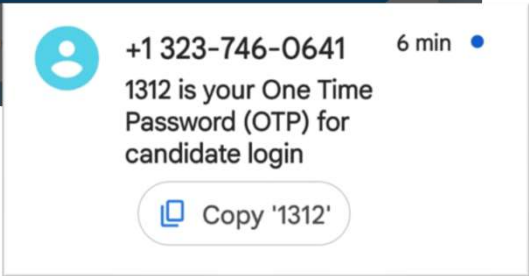 +1 323-746-0641 6 min
1312 is your One Time
Password (OTP) for
candidate login
Copy '1312'